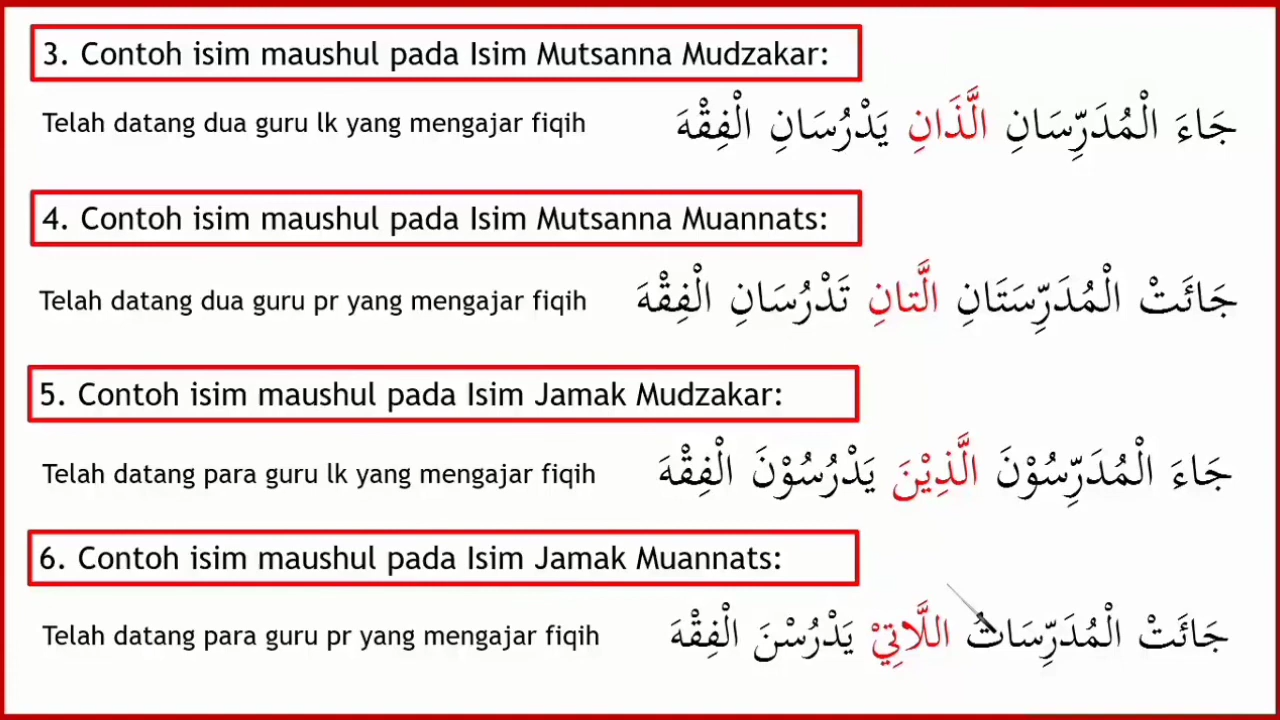 3. Contoh isim maushul pada Isim Mutsanna Mudzakar:
Telah datang dua guru lk yang mengajar fiqih
جَاءَ الْمُدَرِّسَانِ الَّذَانِ يَدْرُسَانِ الْفِقْهَ
4. Contoh isim maushul pada Isim Mutsanna Muannats:
Telah datang dua guru pr yang mengajar fiqih
جَائَتْ الْمُدَرِّسَتَانِ الَّتانِ تَدْرُسَانِ الْفِقْهَ
5. Contoh isim maushul pada Isim Jamak Mudzakar:
Telah datang para guru lk yang mengajar fiqih
جَاءَ الْمُدَرِّسُوْنَ الَّذِيْنَ يَدْرُسُوْنَ الْفِقْهَ
6. Contoh isim maushul pada Isim Jamak Muannats:
Telah datang para guru pr yang mengajar fiqih
جَائَتْ الْمُدَرِّسَاتُ اللَّاتِيْ يَدْرُسْنَ الْفِقْهَ